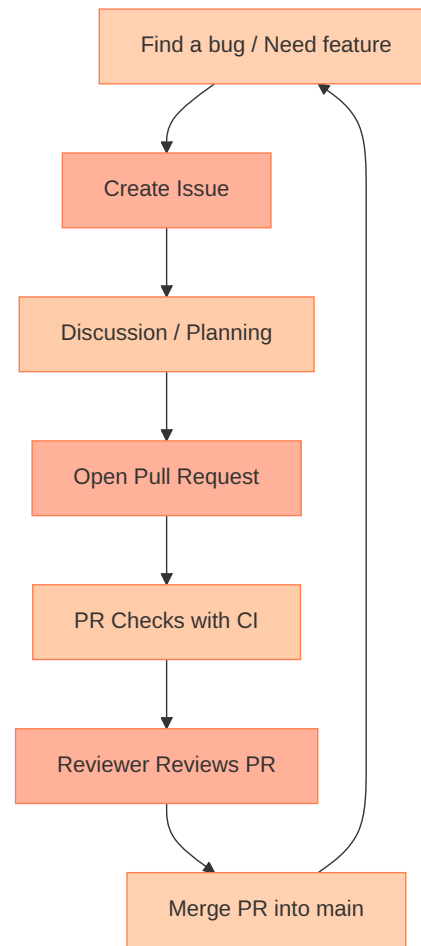 Find a bug / Need feature
Create Issue
Discussion / Planning
Open Pull Request
PR Checks with CI
Reviewer Reviews PR
Merge PR into main